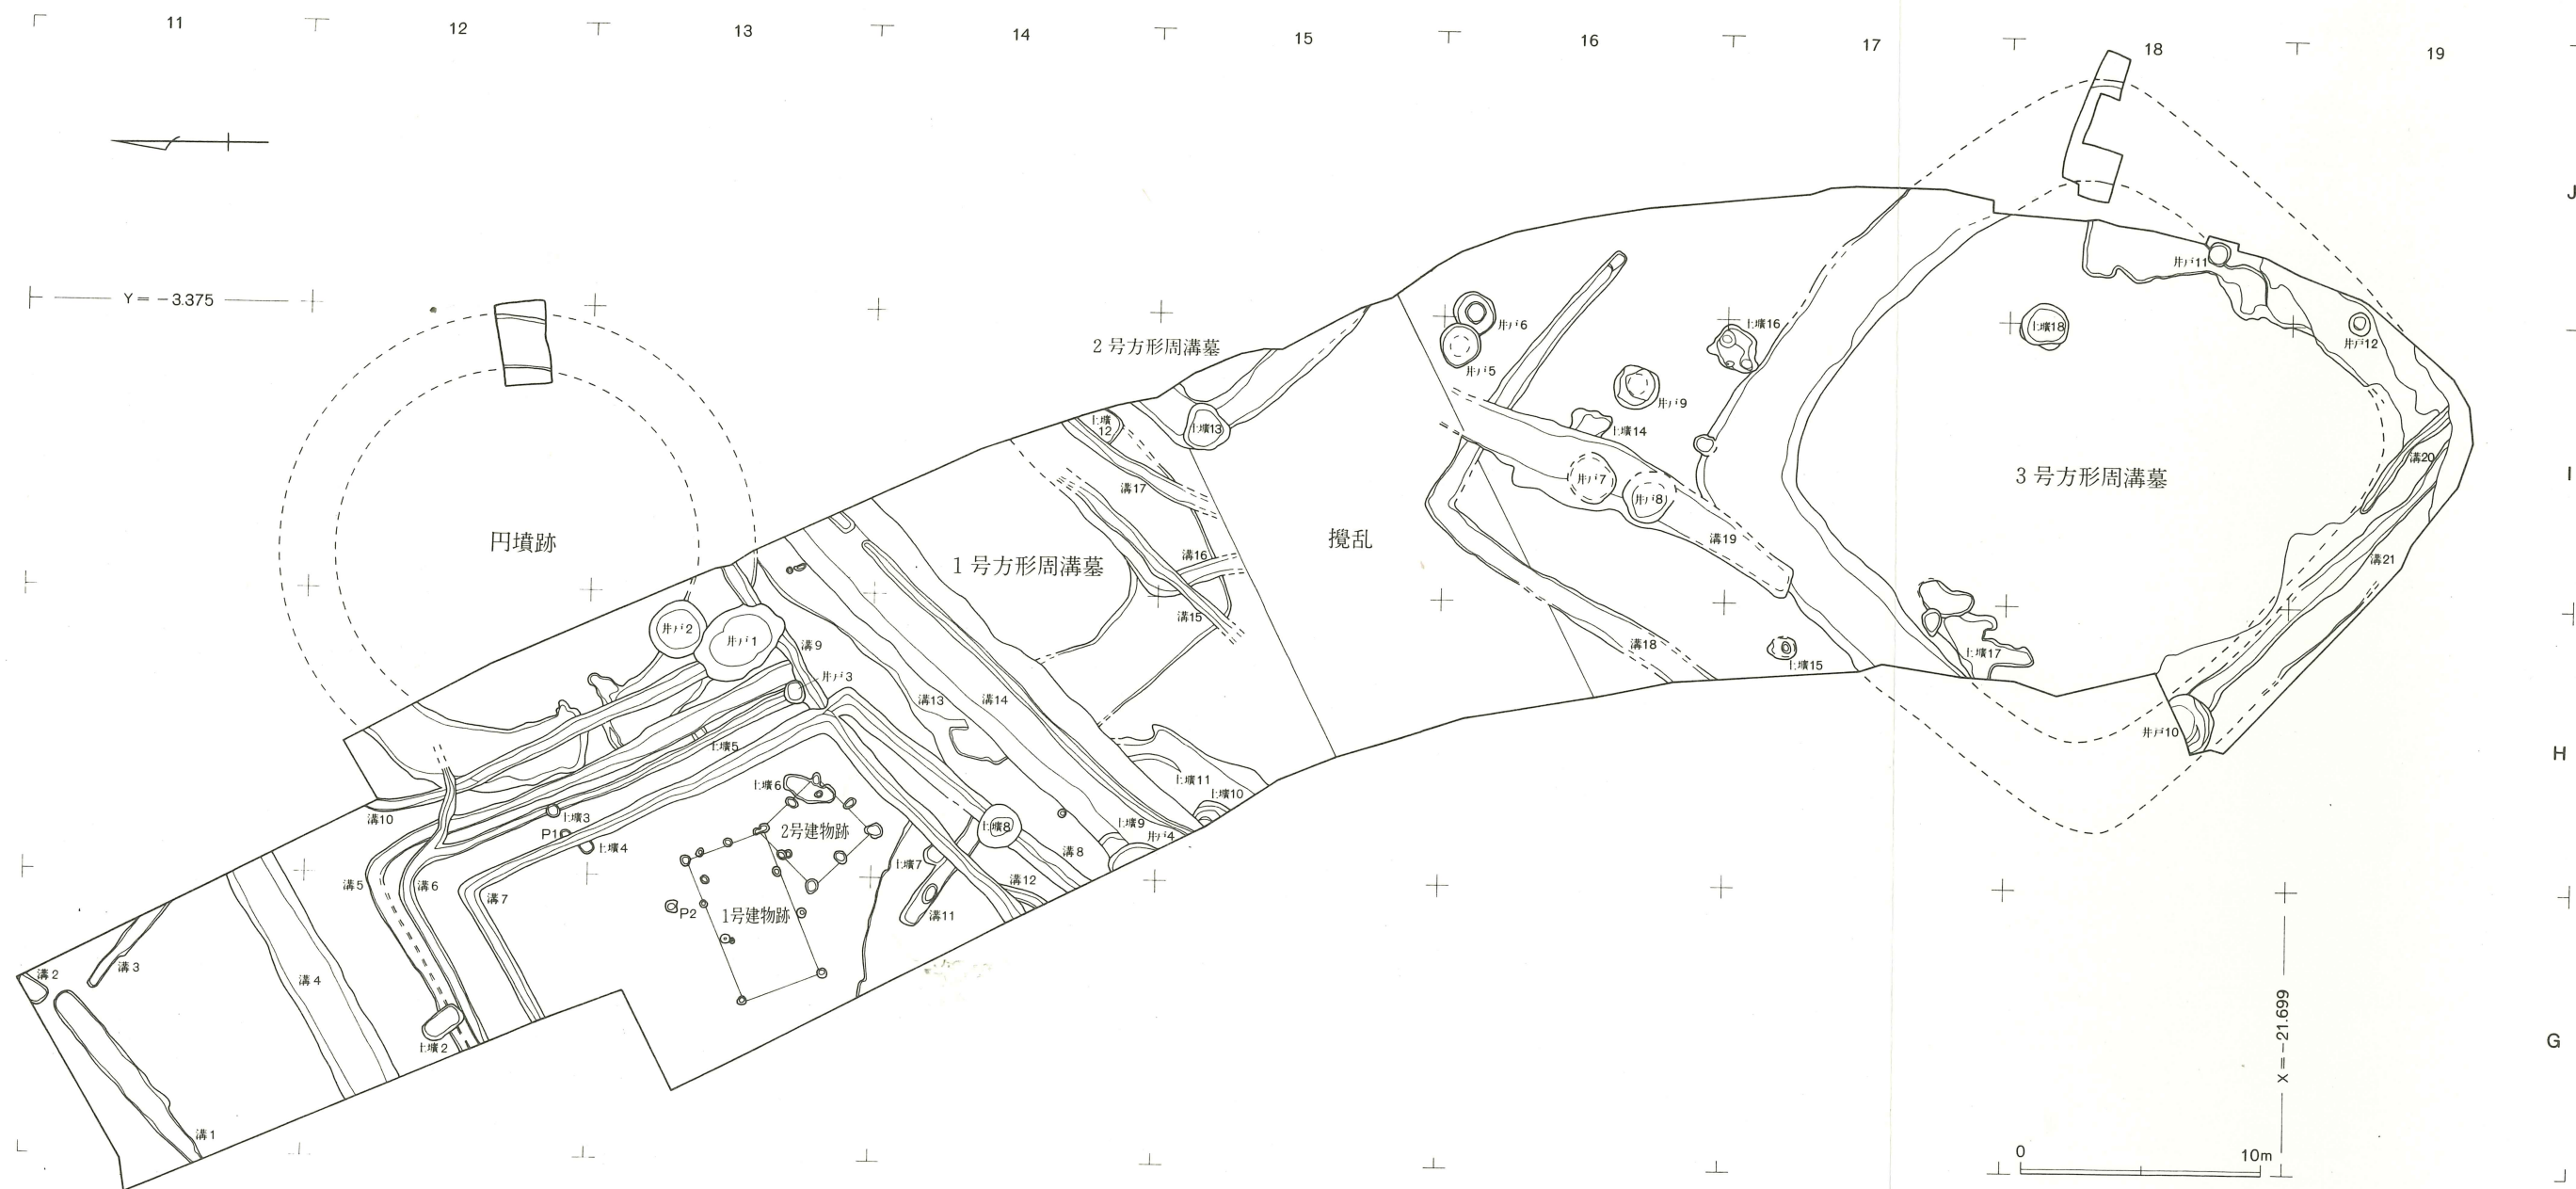 11
12
13
14
15
16
17
18
19
J
I
H
G
Y＝ −3.375
X＝−21.699
円墳跡
2号方形周溝墓
1号方形周溝墓
攪乱
3号方形周溝墓
井戸6
井戸5
土壙16
井戸9
土壙14
井戸7
井戸8
溝19
溝18
土壙15
土壙18
井戸11
井戸12
溝20
溝21
土壙17
井戸10
土壙12
土壙13
溝17
溝16
溝15
井戸2
井戸1
溝9
井戸3
溝13
溝14
土壙5
土壙11
土壙10
土壙9
井戸4
土壙6
2号建物跡
土壙8
溝8
土壙7
溝12
溝11
1号建物跡
P2
溝10
P1
土壙3
土壙4
溝5
溝6
溝7
溝4
溝3
溝2
土壙2
溝1
0
10m